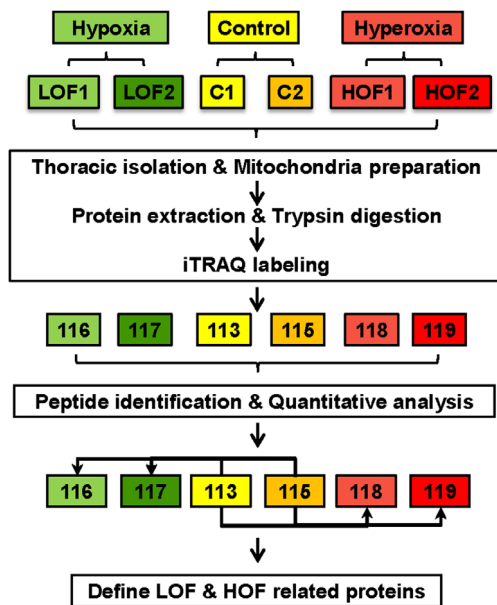 Hypoxia Control Hyperoxia
LOF1 LOF2 C1 C2 HOF1 HOF2
Thoracic isolation & Mitochondria preparation
Protein extraction & Trypsin digestion
iTRAQ labeling
116 117 113 115 118 119
Peptide identification & Quantitative analysis
116 117 113 115 118 119
Define LOF & HOF related proteins